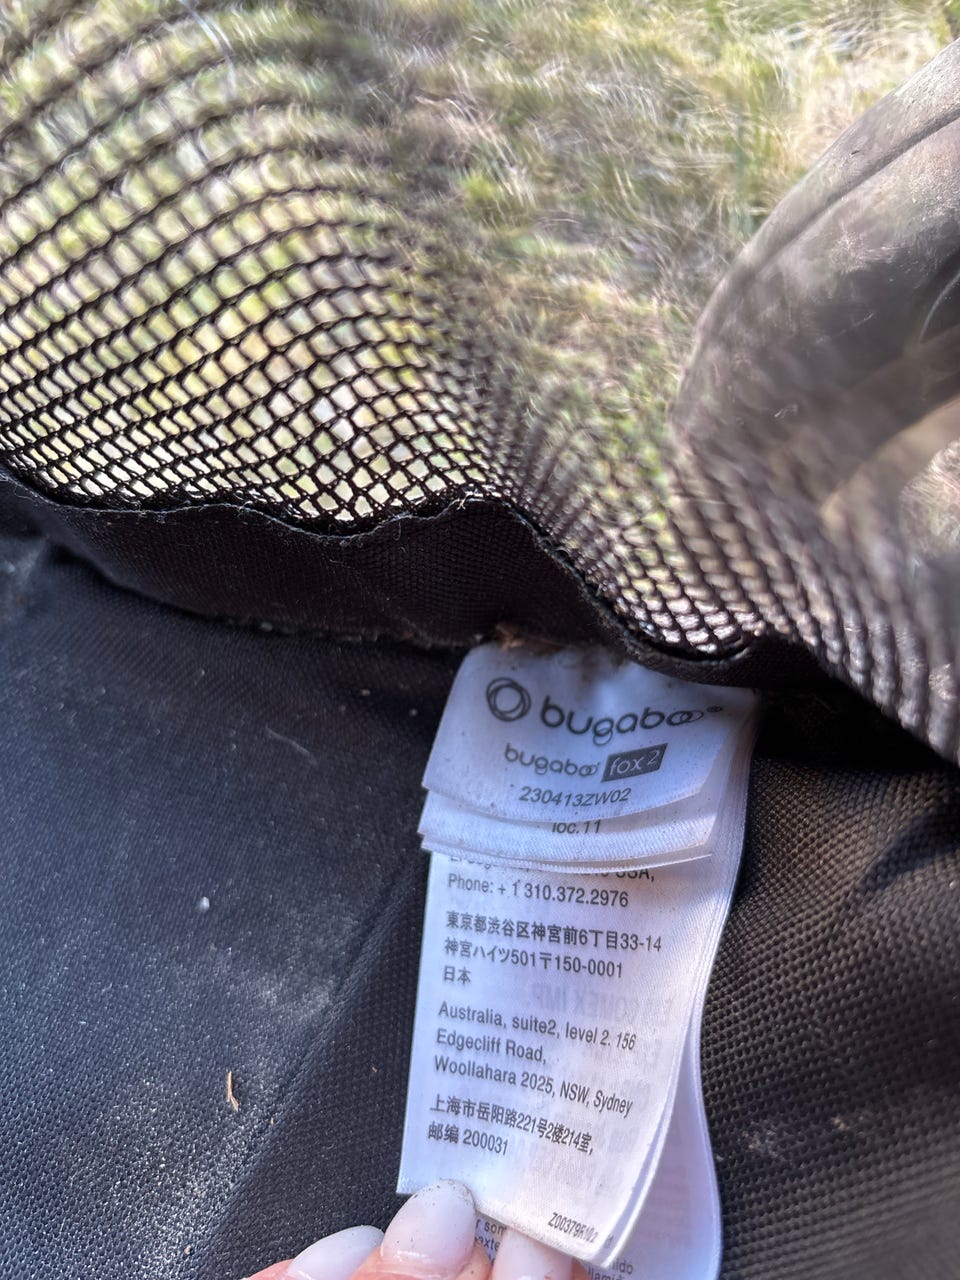 bugaboo®
bugaboo fox 2
230413ZW02
loc.11
USA,
Phone: + 1 310.372.2976
東京都渋谷区神宮前6丁目33-14
神宮ハイツ501〒150-0001
日本
Australia, suite2, level 2. 156
Edgecliff Road,
Woollahara 2025, NSW, Sydney
上海市岳阳路221号2楼214室,
邮编 200031